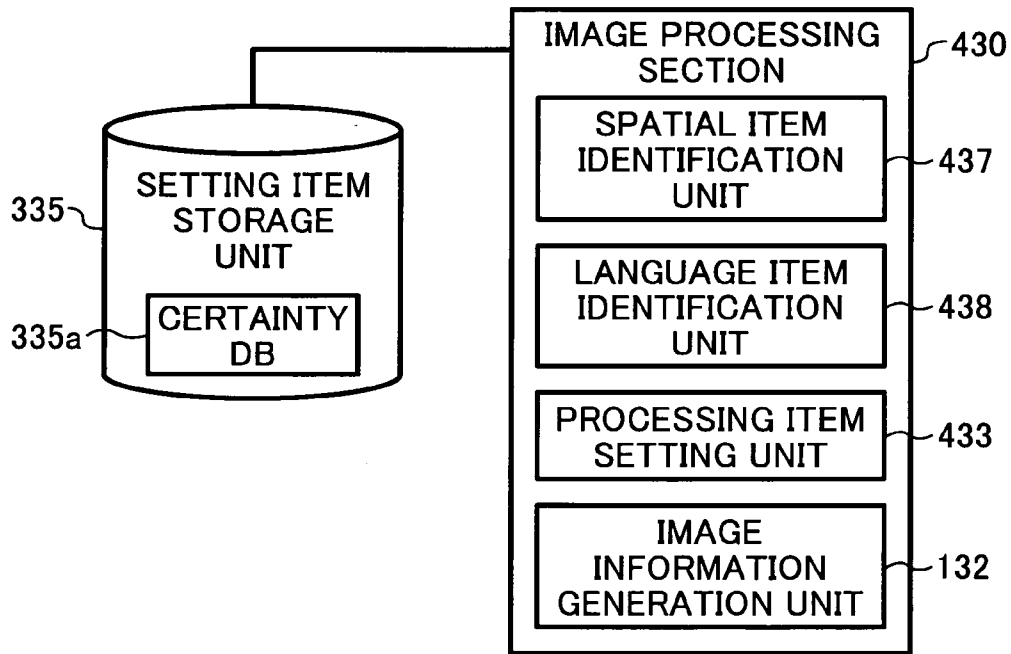 335
SETTING ITEM
STORAGE
UNIT
335a
CERTAINTY
DB
IMAGE PROCESSING
SECTION
430
SPATIAL ITEM
IDENTIFICATION
UNIT
437
LANGUAGE ITEM
IDENTIFICATION
UNIT
438
PROCESSING ITEM
SETTING UNIT
433
IMAGE
INFORMATION
GENERATION UNIT
132